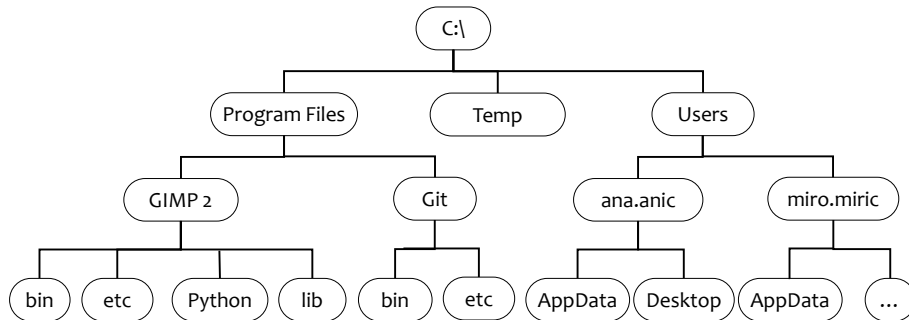 C:\
Program Files
Temp
Users
GIMP 2
Git
ana.anic
miro.miric
bin
etc
Python
lib
bin
etc
AppData
Desktop
AppData
...